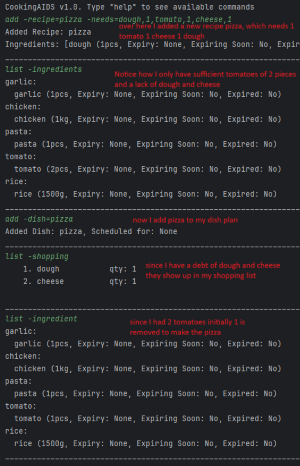 CookingAIDS v1.0. Type "help" to see available commands
add -recipe=pizza -needs=dough,1,tomato,1,cheese,1
Added Recipe: pizza
over here I added a new recipe pizza, which needs 1
tomato 1 cheese 1 dough
Ingredients: [dough (1pcs, Expiry: None, Expiring Soon: No, Expir
list -ingredients
Notice how I only have sufficient tomatoes of 2 pieces
and a lack of dough and cheese
garlic:
garlic (1pcs, Expiry: None, Expiring Soon: No, Expired: No)
chicken:
chicken (1kg, Expiry: None, Expiring Soon: No, Expired: No)
pasta:
pasta (1pcs, Expiry: None, Expiring Soon: No, Expired: No)
tomato:
tomato (2pcs, Expiry: None, Expiring Soon: No, Expired: No)
rice:
rice (1500g, Expiry: None, Expiring Soon: No, Expired: No)
add -dish=pizza
now I add pizza to my dish plan
Added Dish: pizza, Scheduled for: None
list -shopping
since I have a debt of dough and cheese
they show up in my shopping list
1. dough qty: 1
2. cheese qty: 1
list -ingredient
since I had 2 tomatoes initially 1 is
removed to make the pizza
garlic:
garlic (1pcs, Expiry: None, Expiring Soon: No, Expired: No)
chicken:
chicken (1kg, Expiry: None, Expiring Soon: No, Expired: No)
pasta:
pasta (1pcs, Expiry: None, Expiring Soon: No, Expired: No)
tomato:
tomato (1pcs, Expiry: None, Expiring Soon: No, Expired: No)
rice:
rice (1500g, Expiry: None, Expiring Soon: No, Expired: No)